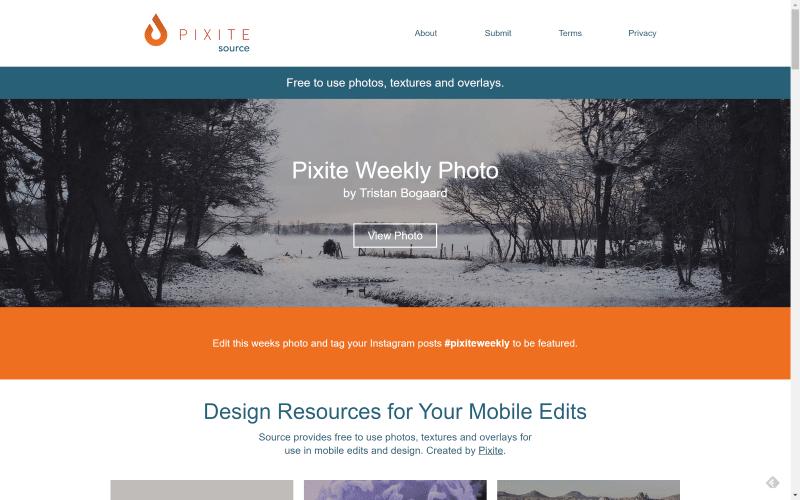 PIXITE
source
About Submit Terms Privacy
Free to use photos, textures and overlays.
Pixite Weekly Photo
by Tristan Bogaard
View Photo
Edit this weeks photo and tag your Instagram posts #pixiteweekly to be featured.
Design Resources for Your Mobile Edits
Source provides free to use photos, textures and overlays for
use in mobile edits and design. Created by Pixite.